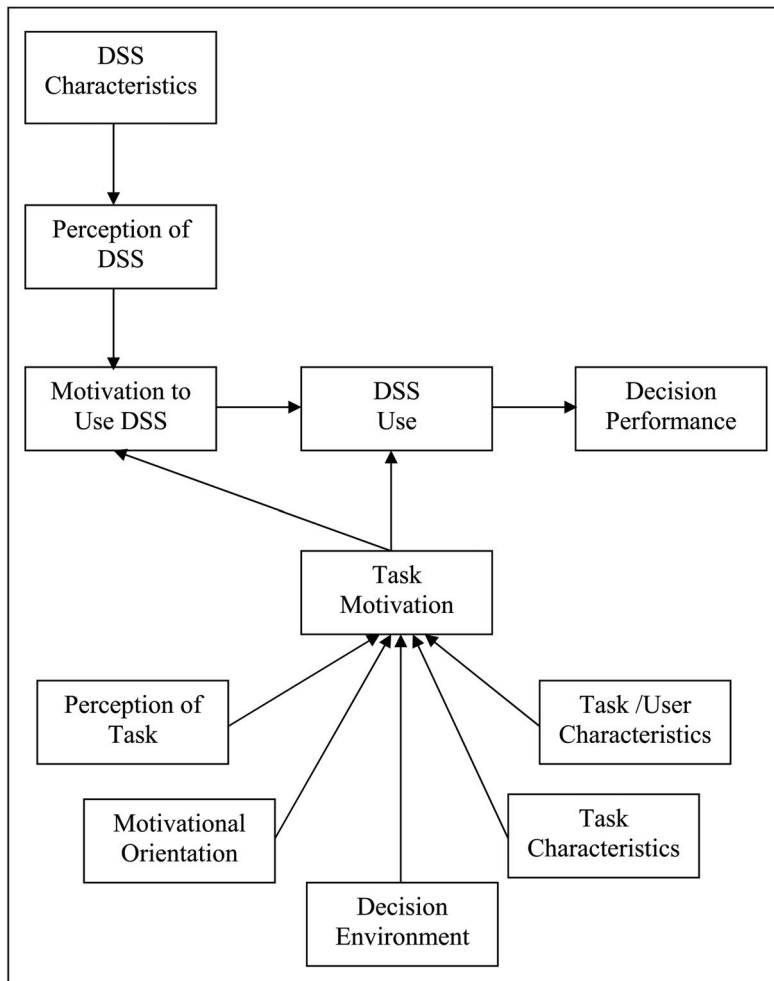 DSS
Characteristics
Perception of
DSS
Motivation to
Use DSS
DSS
Use
Decision
Performance
Task
Motivation
Perception of
Task
Task /User
Characteristics
Motivational
Orientation
Task
Characteristics
Decision
Environment